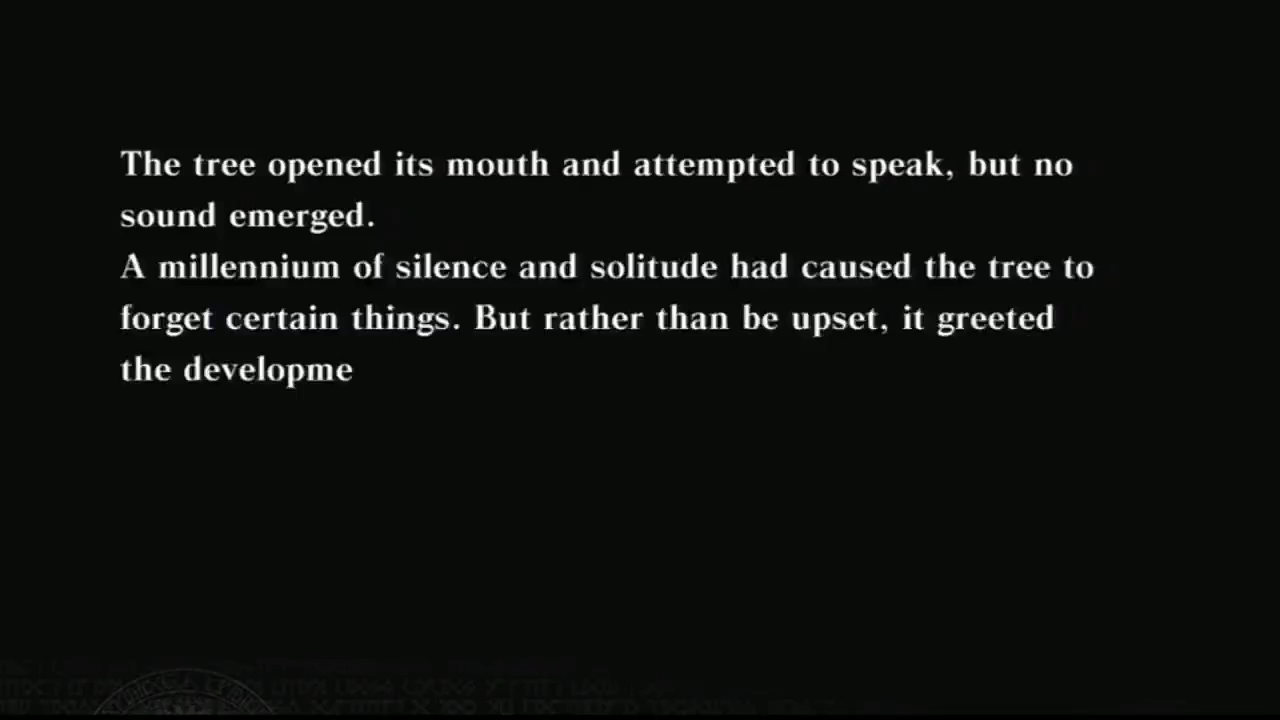 The tree opened its mouth and attempted to speak, but no
sound emerged.
A millennium of silence and solitude had caused the tree to
forget certain things. But rather than be upset, it greeted
the developme